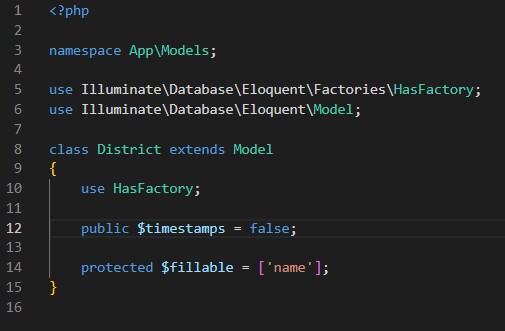 1 <?php
2
3 namespace App\Models;
4
5 use Illuminate\Database\Eloquent\Factories\HasFactory;
6 use Illuminate\Database\Eloquent\Model;
7
8 class District extends Model
9 {
10     use HasFactory;
11
12     public $timestamps = false;
13
14     protected $fillable = ['name'];
15 }
16